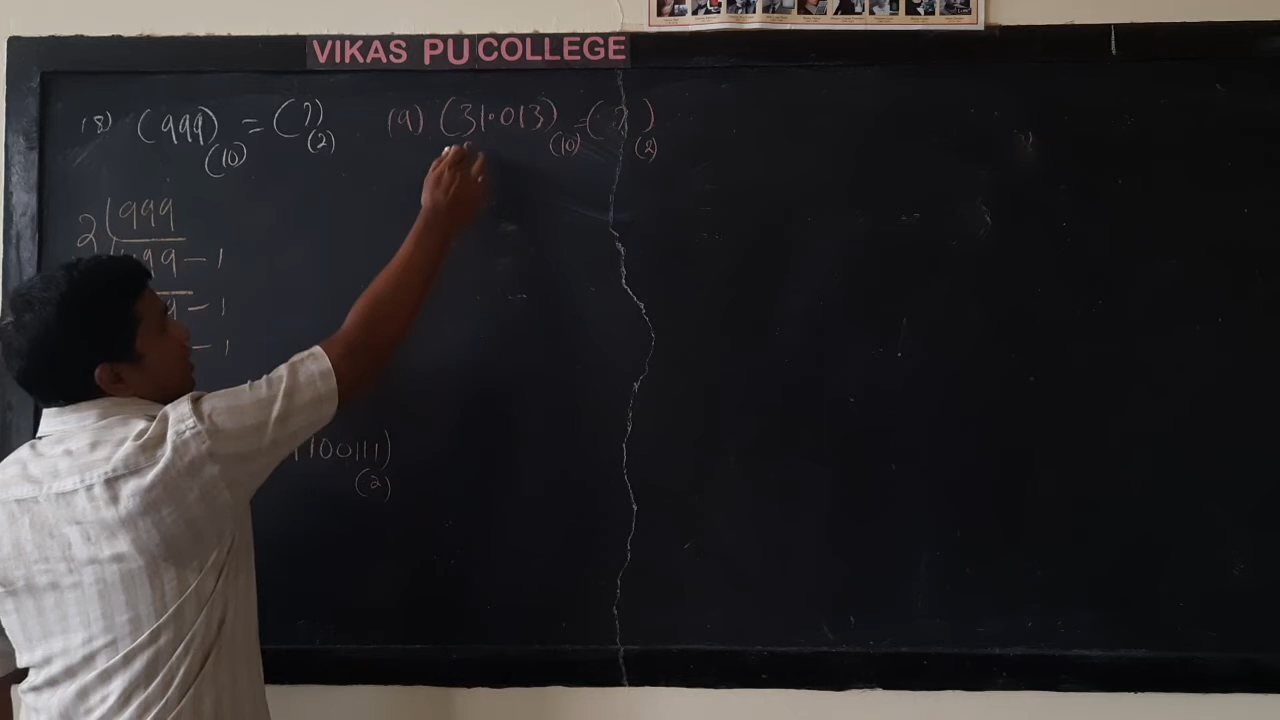 VIKAS PU COLLEGE
18) (999)(10) = (?)(2)
19) (31.013)(10) = (?)(2)
2 999
99 - 1
9 - 1
- 1
100111)(2)